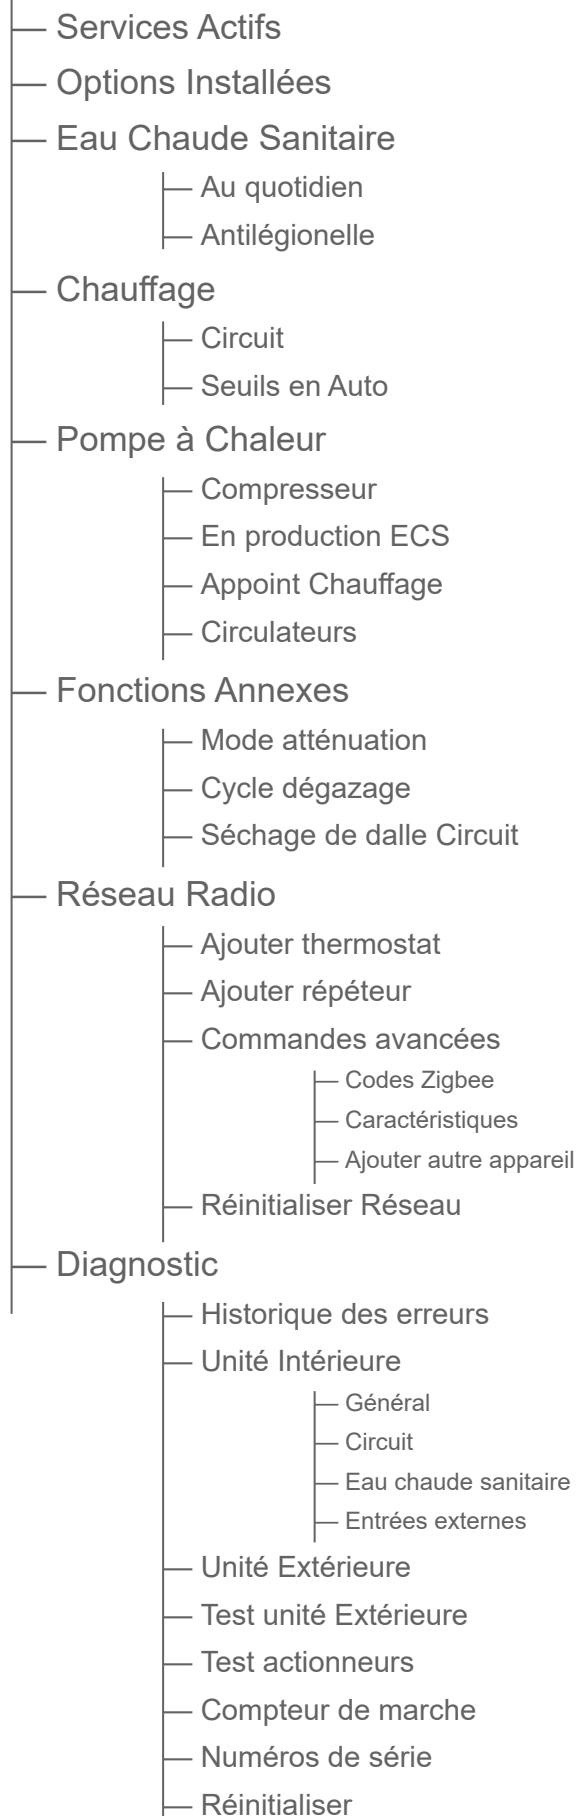 Services Actifs
Options Installées
Eau Chaude Sanitaire
Au quotidien
Antilégionelle
Chauffage
Circuit
Seuils en Auto
Pompe à Chaleur
Compresseur
En production ECS
Appoint Chauffage
Circulateurs
Fonctions Annexes
Mode atténuation
Cycle dégazage
Séchage de dalle Circuit
Réseau Radio
Ajouter thermostat
Ajouter répéteur
Commandes avancées
Codes Zigbee
Caractéristiques
Ajouter autre appareil
Réinitialiser Réseau
Diagnostic
Historique des erreurs
Unité Intérieure
Général
Circuit
Eau chaude sanitaire
Entrées externes
Unité Extérieure
Test unité Extérieure
Test actionneurs
Compteur de marche
Numéros de série
Réinitialiser